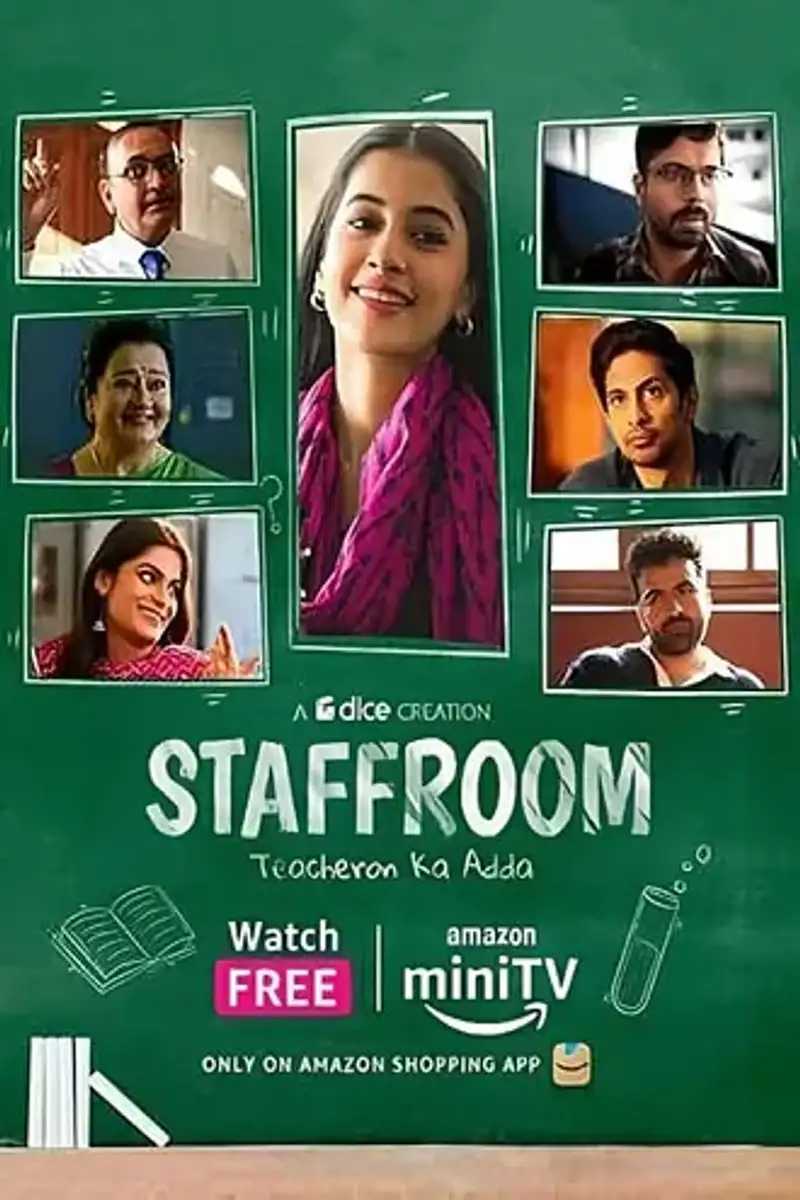 A dice CREATION
STAFFROOM
Teacheron Ka Adda
Watch
FREE
amazon
miniTV
ONLY ON AMAZON SHOPPING APP